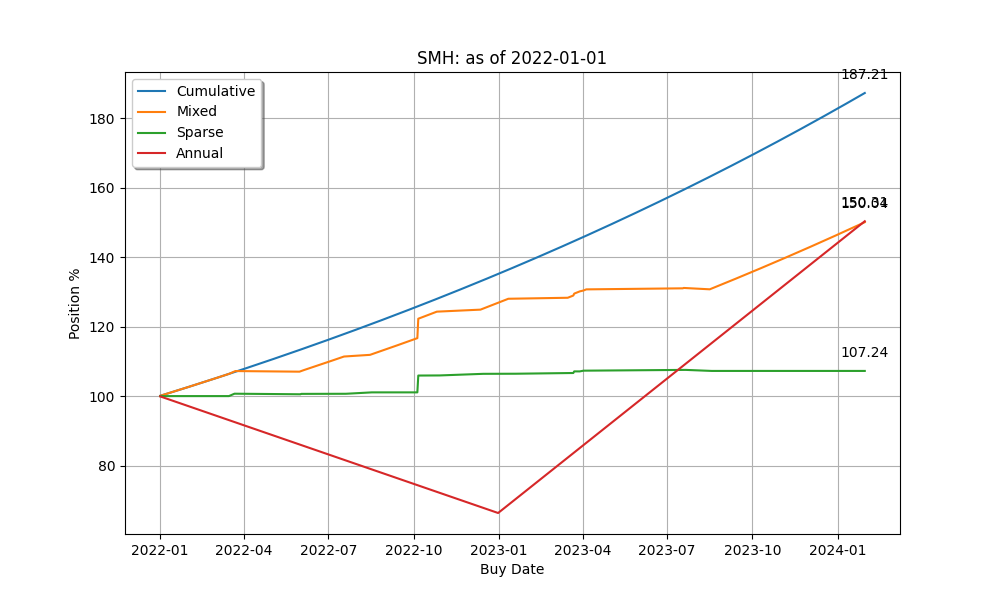 SMH: as of 2022-01-01
187.21
Cumulative
Mixed
Sparse
Annual
107.24
Position %
180
160
140
120
100
80
2022-01 2022-04 2022-07 2022-10 2023-01 2023-04 2023-07 2023-10 2024-01
Buy Date